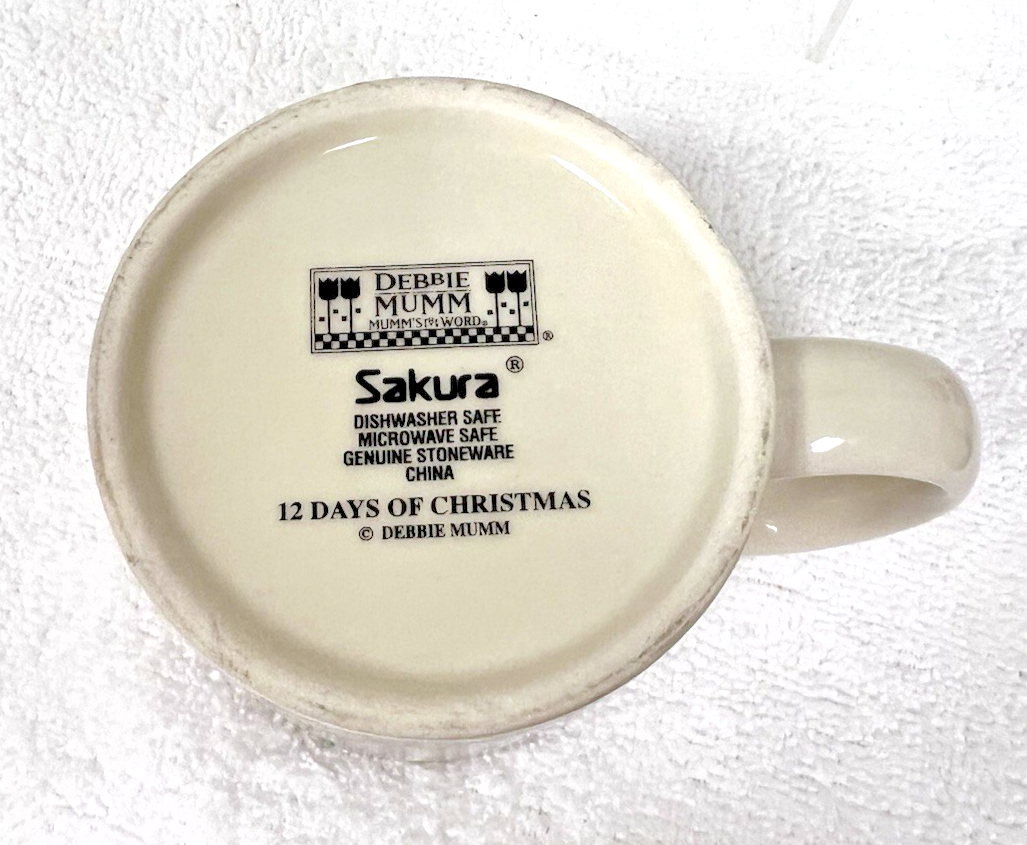 DEBBIE
MUMM
MUMM'S THE WORD®
®
Sakura®
DISHWASHER SAFE
MICROWAVE SAFE
GENUINE STONEWARE
CHINA
12 DAYS OF CHRISTMAS
© DEBBIE MUMM